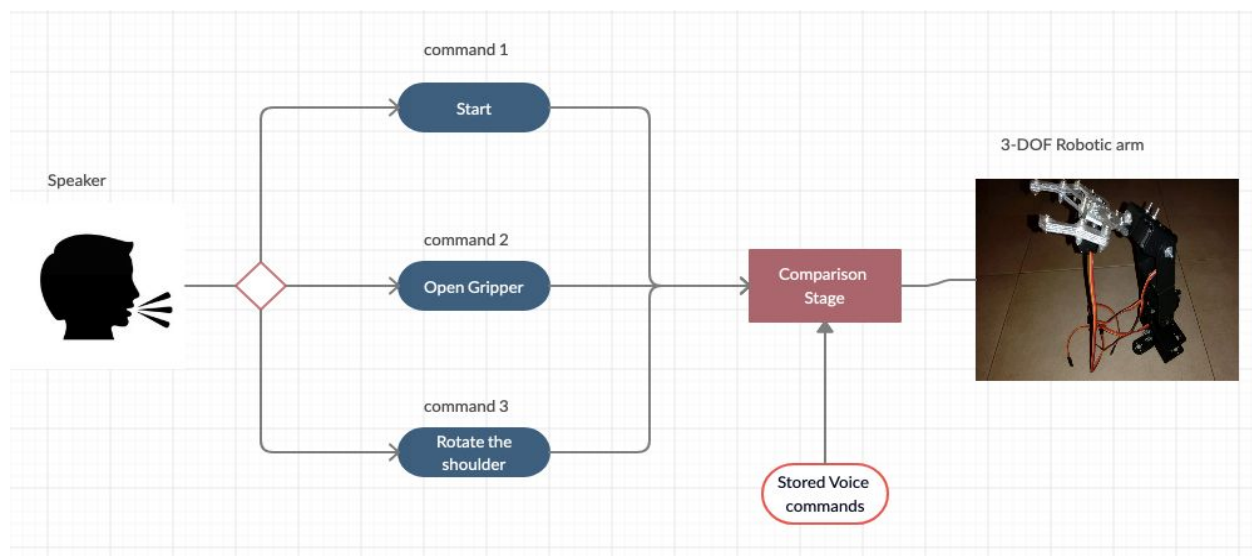 command 1
Start
3-DOF Robotic arm
Speaker
command 2
Open Gripper
Comparison
Stage
command 3
Rotate the
shoulder
Stored Voice
commands